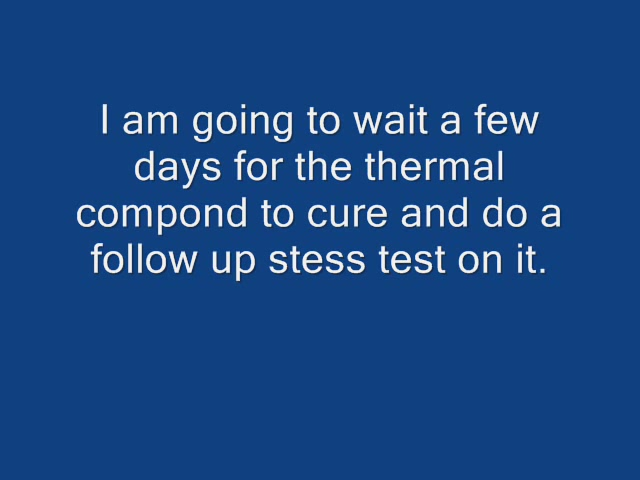 I am going to wait a few
days for the thermal
compond to cure and do a
follow up stess test on it.